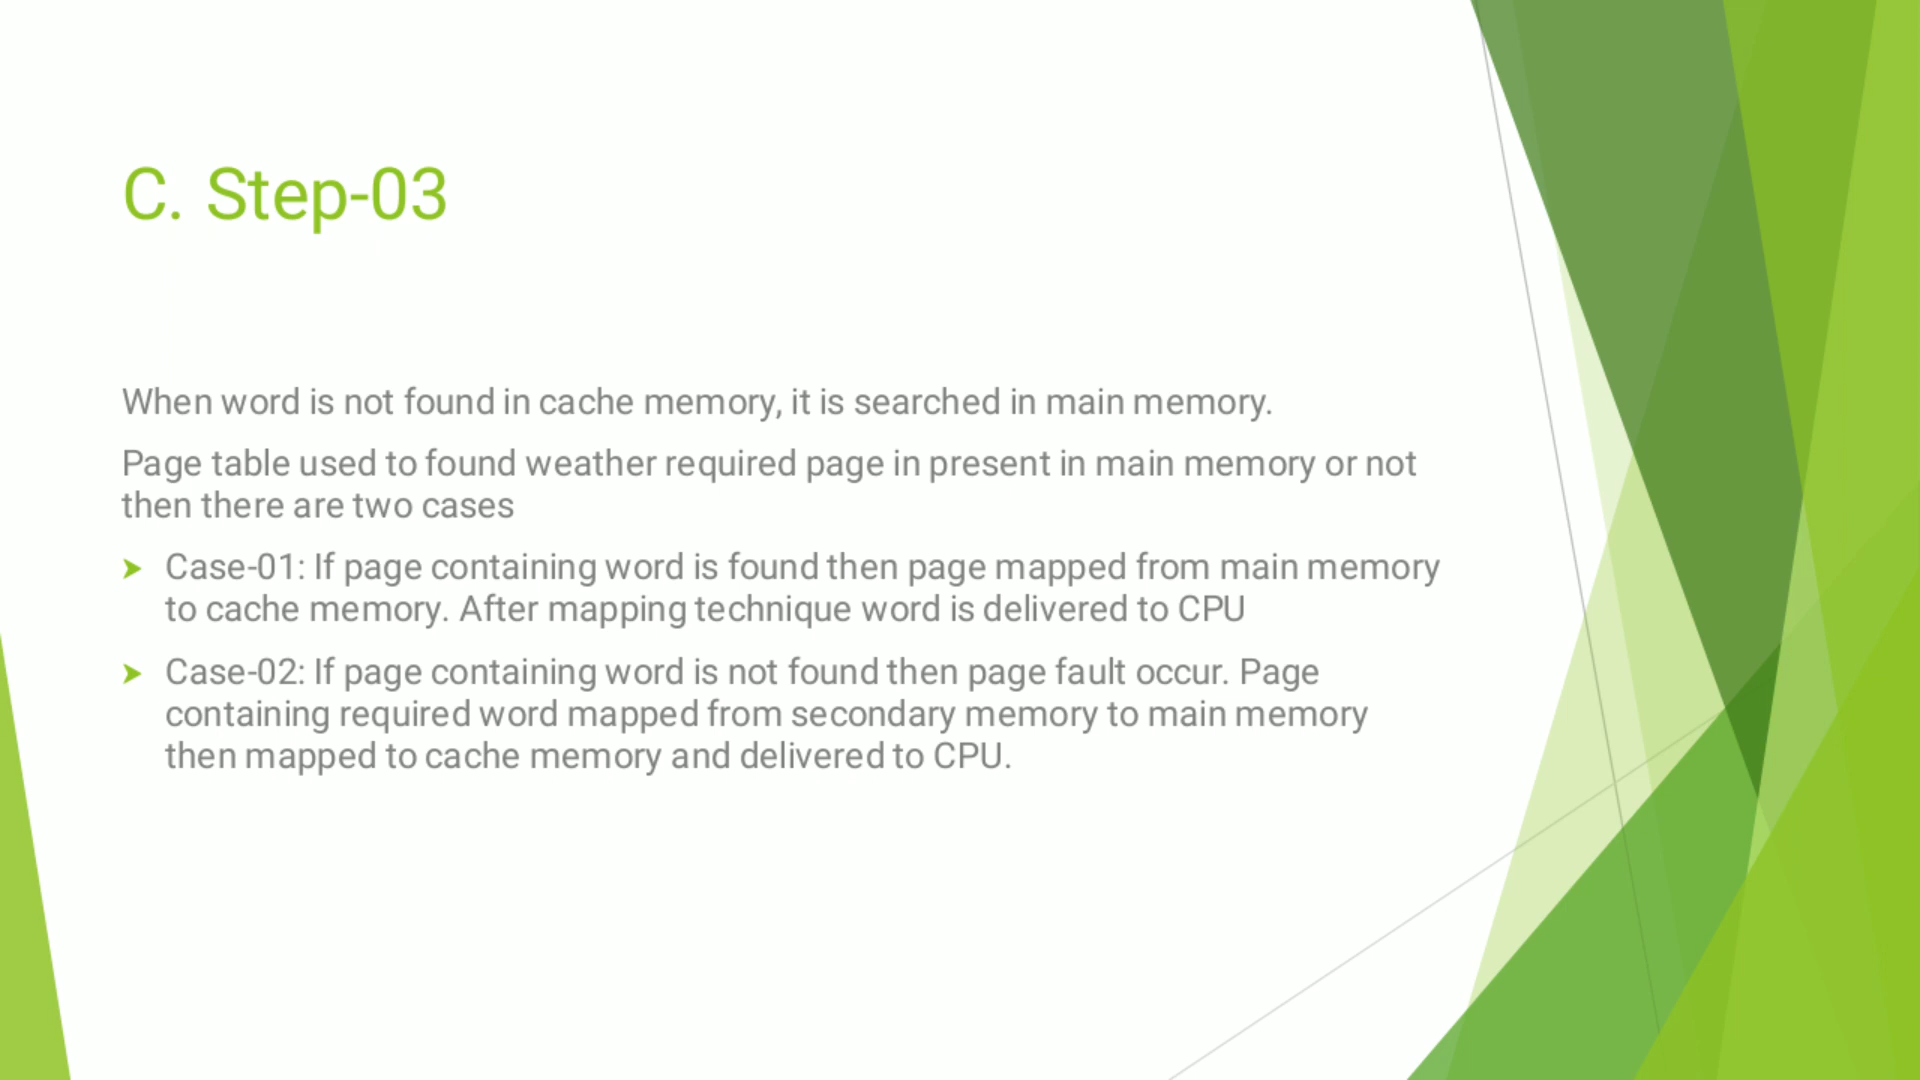 C. Step-03
When word is not found in cache memory, it is searched in main memory.
Page table used to found weather required page in present in main memory or not
then there are two cases
Case-01: If page containing word is found then page mapped from main memory
to cache memory. After mapping technique word is delivered to CPU
Case-02: If page containing word is not found then page fault occur. Page
containing required word mapped from secondary memory to main memory
then mapped to cache memory and delivered to CPU.